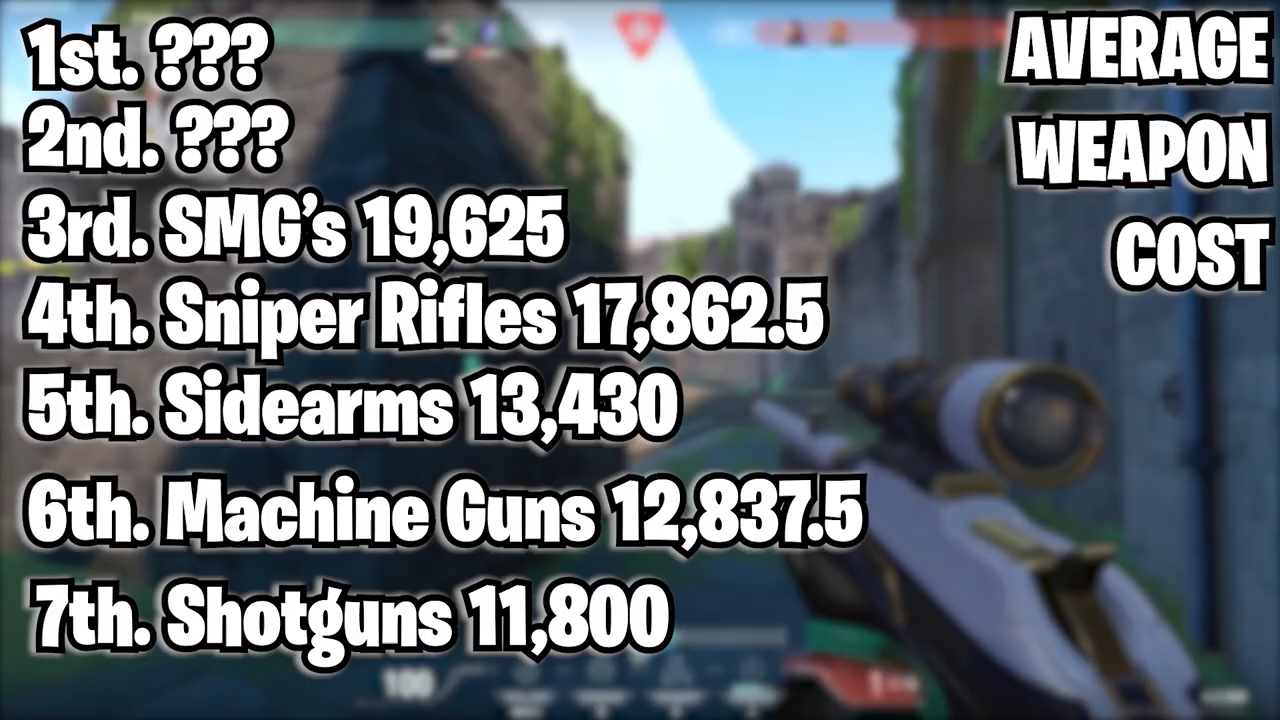 1st. ???
2nd. ???
3rd. SMG's 19,625
4th. Sniper Rifles 17,862.5
5th. Sidearms 13,430
6th. Machine Guns 12,837.5
7th. Shotguns 11,800
AVERAGE
WEAPON
COST
100